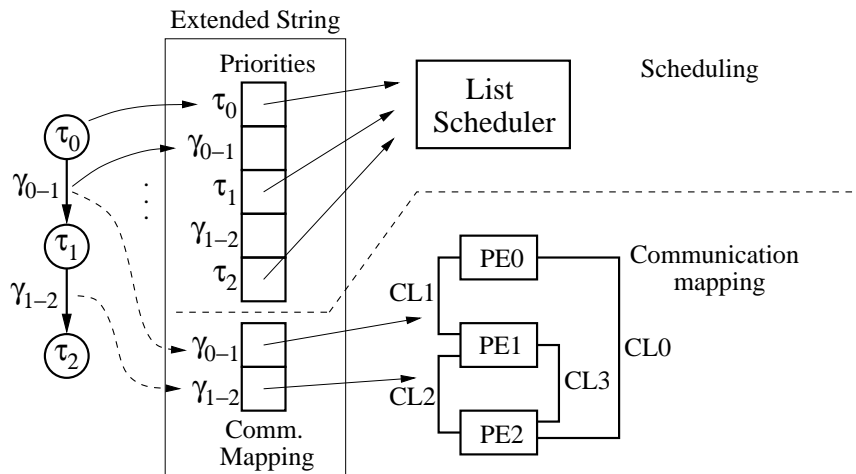 Extended String
Priorities
Scheduling
List
Scheduler
τ0
γ0–1
τ1
γ1–2
τ2
τ0
γ0–1
τ1
γ1–2
τ2
Communication
mapping
PE0
CL1
PE1
CL0
CL3
CL2
PE2
γ0–1
γ1–2
Comm.
Mapping